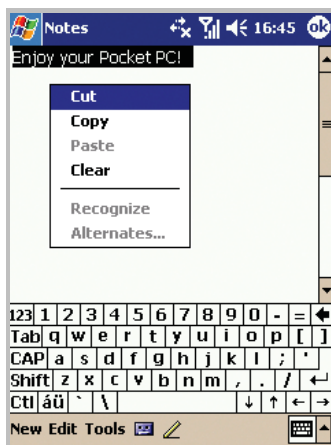 Notes 16:45 ok
Enjoy your Pocket PC!
Cut
Copy
Paste
Clear
Recognize
Alternates...
123 1 2 3 4 5 6 7 8 9 0 - =
Tab q w e r t y u i o p [ ]
CAP a s d f g h j k l ; '
Shift z x c v b n m , . /
Ctl áü ` \
New Edit Tools